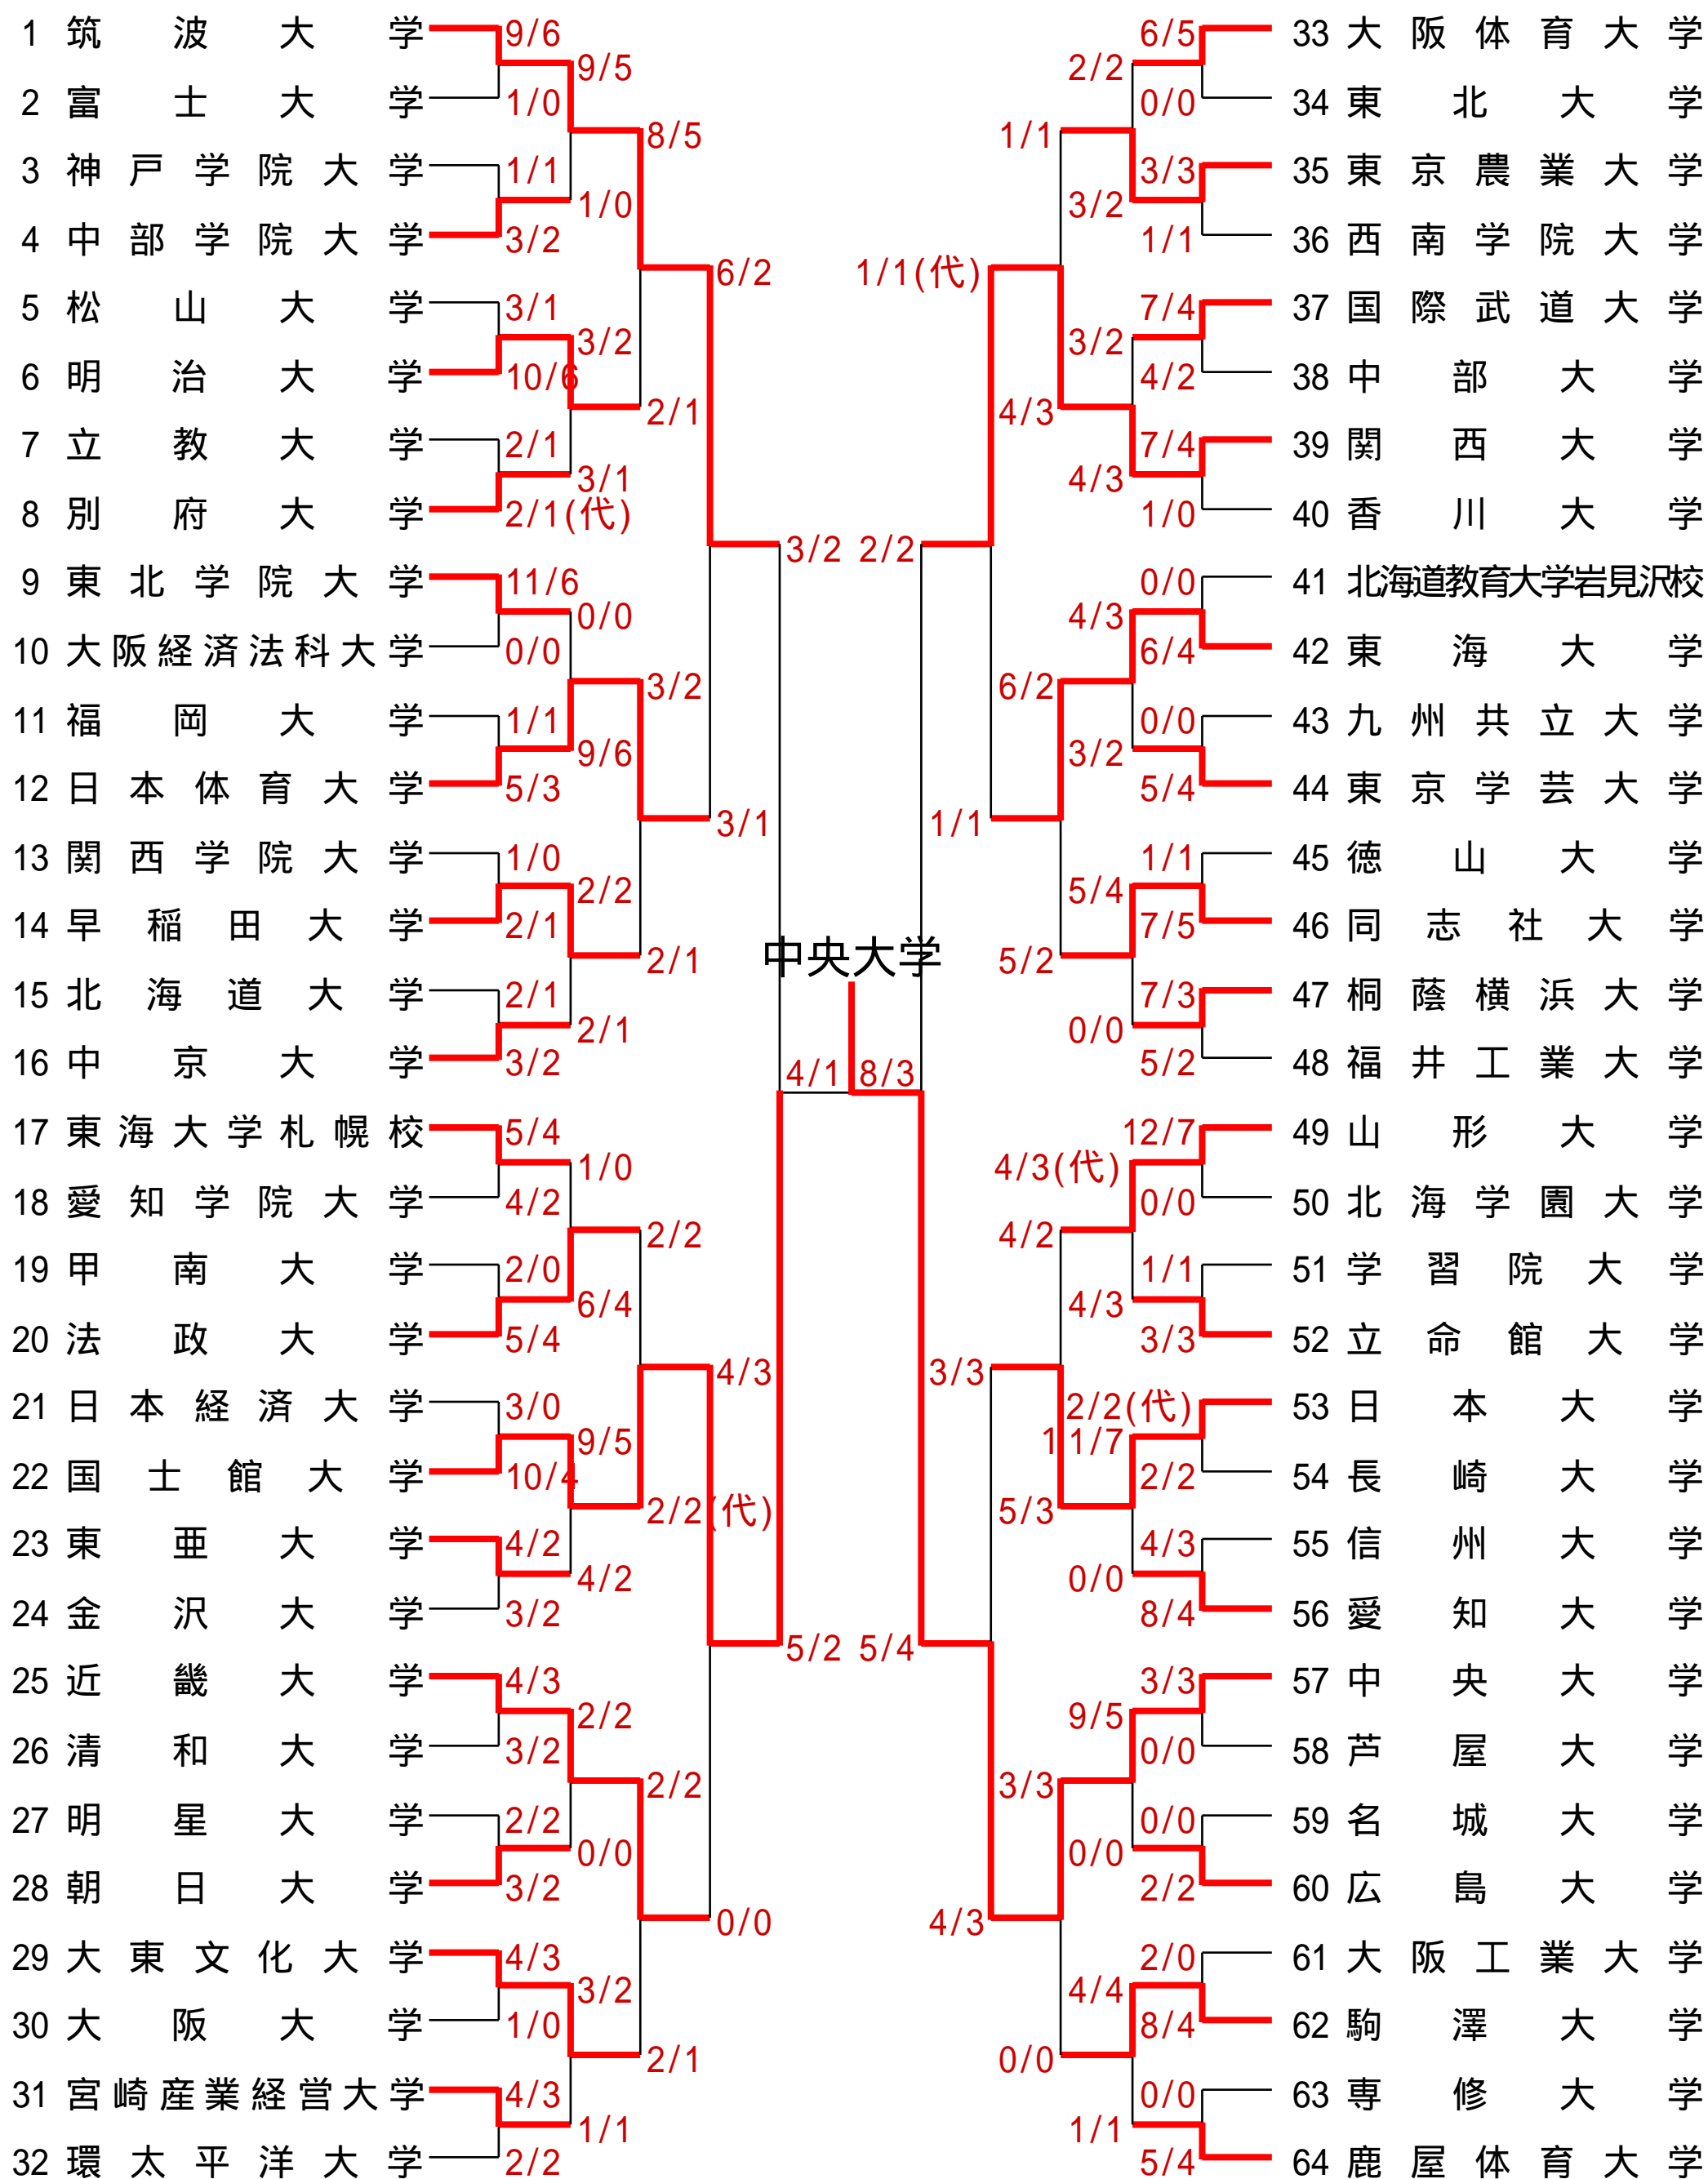 1 筑波大学 9/6
9/5
2 富士大学 1/0
8/5
3 神戸学院大学 1/1
1/0
4 中部学院大学 3/2
6/2
5 松山大学 3/1
3/2
6 明治大学 10/6
2/1
7 立教大学 2/1
3/1
8 別府大学 2/1(代)
3/2
9 東北学院大学 11/6
0/0
10 大阪経済法科大学 0/0
3/2
11 福岡大学 1/1
9/6
12 日本体育大学 5/3
3/1
13 関西学院大学 1/0
2/2
14 早稲田大学 2/1
2/1
15 北海道大学 2/1
2/1
16 中京大学 3/2
4/1
17 東海大学札幌校 5/4
1/0
18 愛知学院大学 4/2
2/2
19 甲南大学 2/0
6/4
20 法政大学 5/4
4/3
21 日本経済大学 3/0
9/5
22 国士館大学 10/4
2/2(代)
23 東亜大学 4/2
4/2
24 金沢大学 3/2
5/2
25 近畿大学 4/3
2/2
26 清和大学 3/2
2/2
27 明星大学 2/2
0/0
28 朝日大学 3/2
0/0
29 大東文化大学 4/3
3/2
30 大阪大学 1/0
2/1
31 宮崎産業経営大学 4/3
1/1
32 環太平洋大学 2/2
中央大学
6/5 33 大阪体育大学
2/2
0/0 34 東北大学
1/1
3/3 35 東京農業大学
3/2
1/1 36 西南学院大学
1/1(代)
7/4 37 国際武道大学
3/2
4/2 38 中部大学
4/3
7/4 39 関西大学
4/3
1/0 40 香川大学
2/2
0/0 41 北海道教育大学岩見沢校
4/3
6/4 42 東海大学
6/2
0/0 43 九州共立大学
3/2
5/4 44 東京学芸大学
1/1
1/1 45 徳山大学
5/4
7/5 46 同志社大学
5/2
7/3 47 桐蔭横浜大学
0/0
5/2 48 福井工業大学
8/3
12/7 49 山形大学
4/3(代)
0/0 50 北海学園大学
4/2
1/1 51 学習院大学
4/3
3/3 52 立命館大学
3/3
2/2(代) 53 日本大学
11/7
2/2 54 長崎大学
5/3
4/3 55 信州大学
0/0
8/4 56 愛知大学
5/4
3/3 57 中央大学
9/5
0/0 58 芦屋大学
3/3
0/0 59 名城大学
0/0
2/2 60 広島大学
4/3
2/0 61 大阪工業大学
4/4
8/4 62 駒澤大学
0/0
0/0 63 専修大学
1/1
5/4 64 鹿屋体育大学